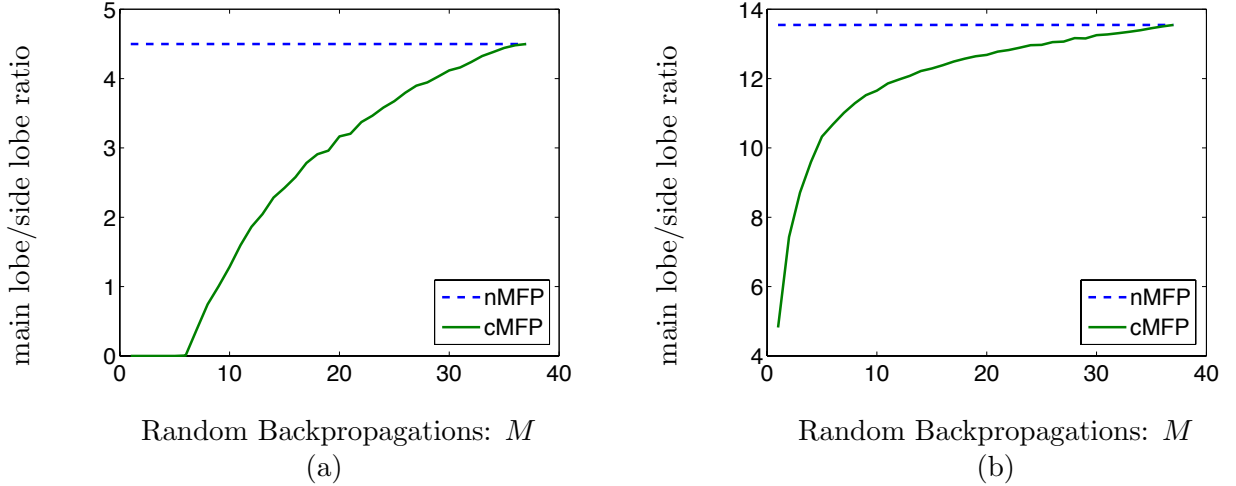 main lobe/side lobe ratio
5
4
3
2
1
0
0 10 20 30 40
nMFP
cMFP
Random Backpropagations: M
(a)
main lobe/side lobe ratio
14
12
10
8
6
4
0 10 20 30 40
nMFP
cMFP
Random Backpropagations: M
(b)